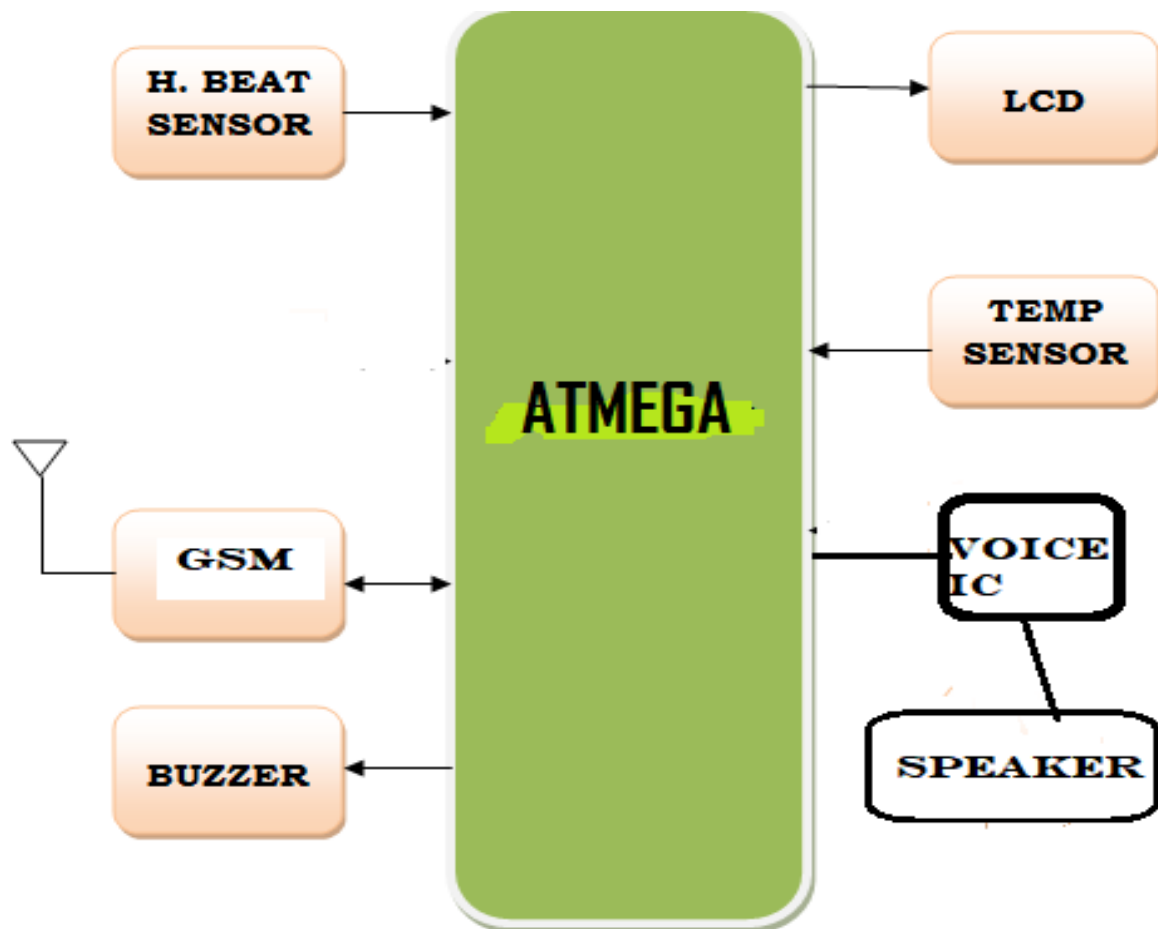 H. BEAT
SENSOR
LCD
TEMP
SENSOR
ATMEGA
GSM
VOICE
IC
BUZZER
SPEAKER